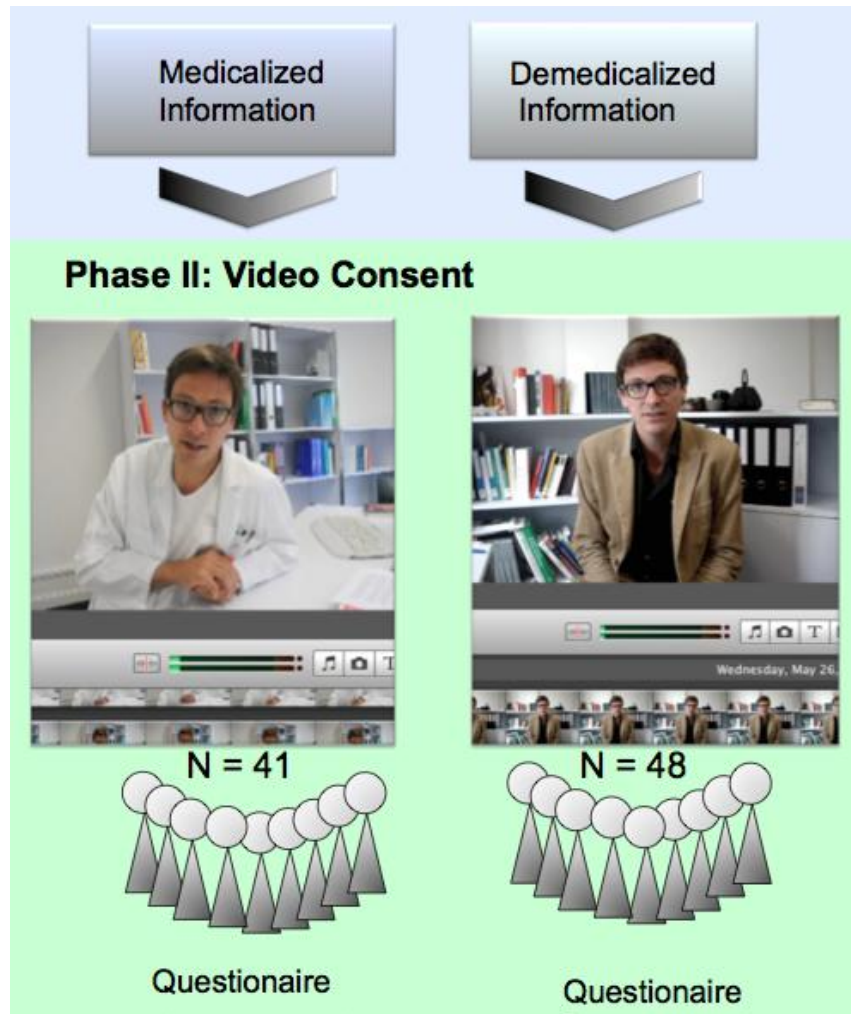 Medicalized
Information
Demedicalized
Information
Phase II: Video Consent
T
T
Wednesday, May 26,
N = 41
N = 48
Questionaire
Questionaire